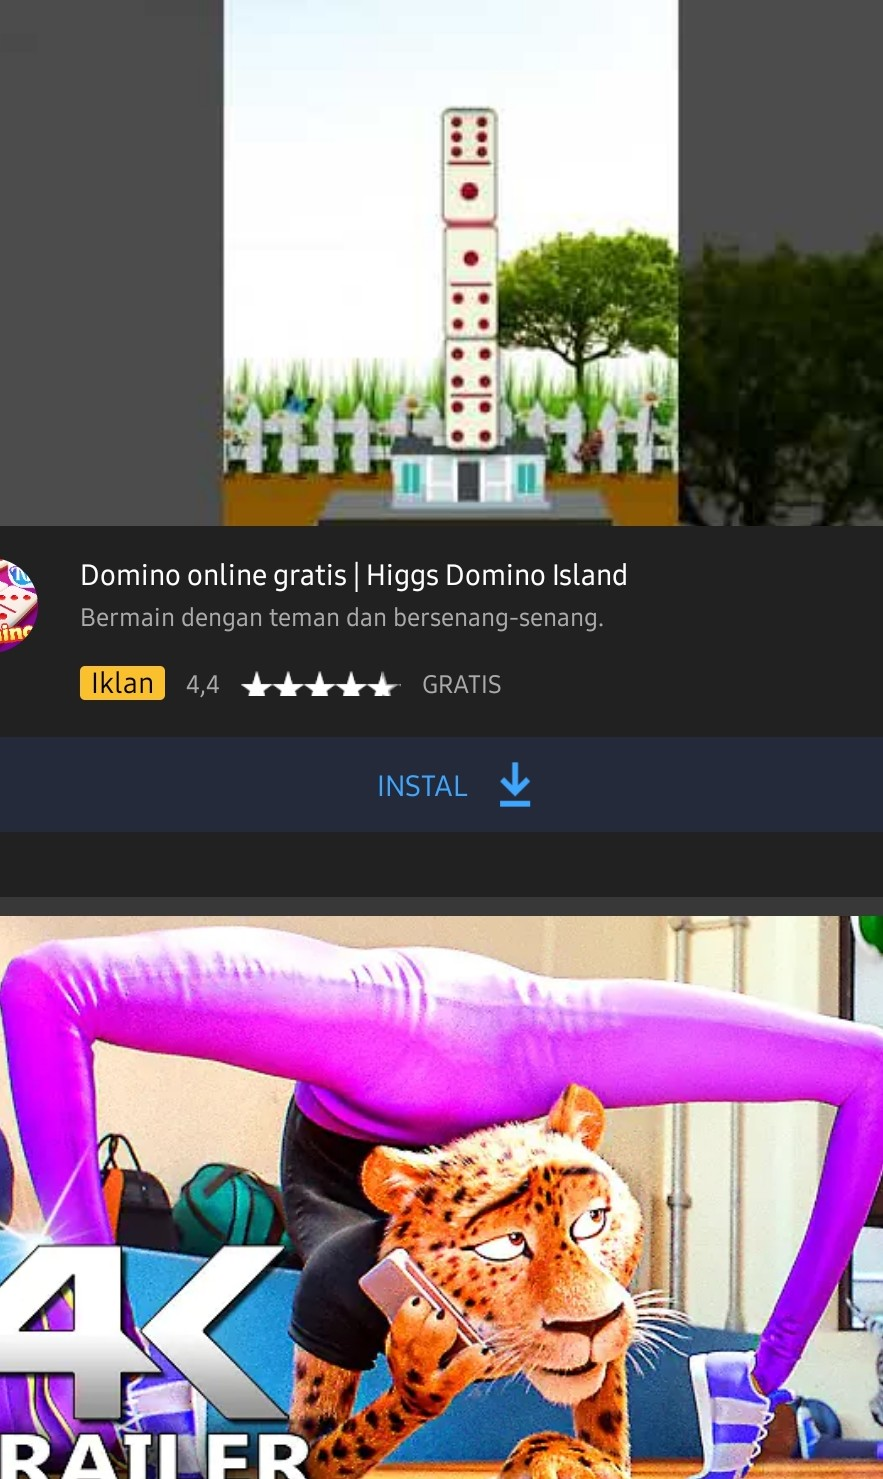 Domino online gratis | Higgs Domino Island
Bermain dengan teman dan bersenang-senang.
Iklan 4,4 GRATIS
INSTAL
4K
RAILER